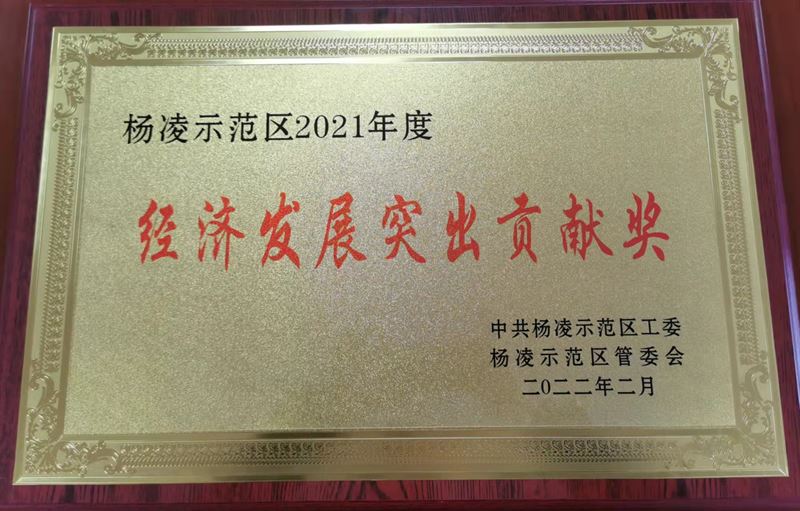 杨凌示范区2021年度
经济发展突出贡献奖
中共杨凌示范区工委
杨凌示范区管委会
二〇二二年二月